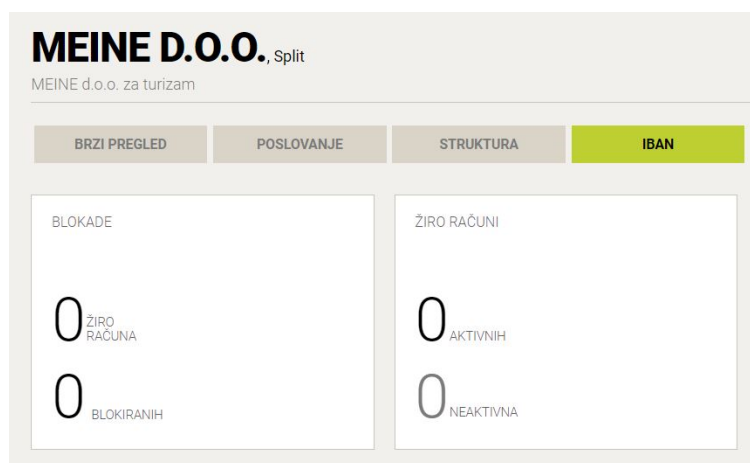 MEINE D.O.O., Split
MEINE d.o.o. za turizam
BRZI PREGLED POSLOVANJE STRUKTURA IBAN
BLOKADE
0 ŽIRO
RAČUNA
0 BLOKIRANIH
ŽIRO RAČUNI
0 AKTIVNIH
0 NEAKTIVNA